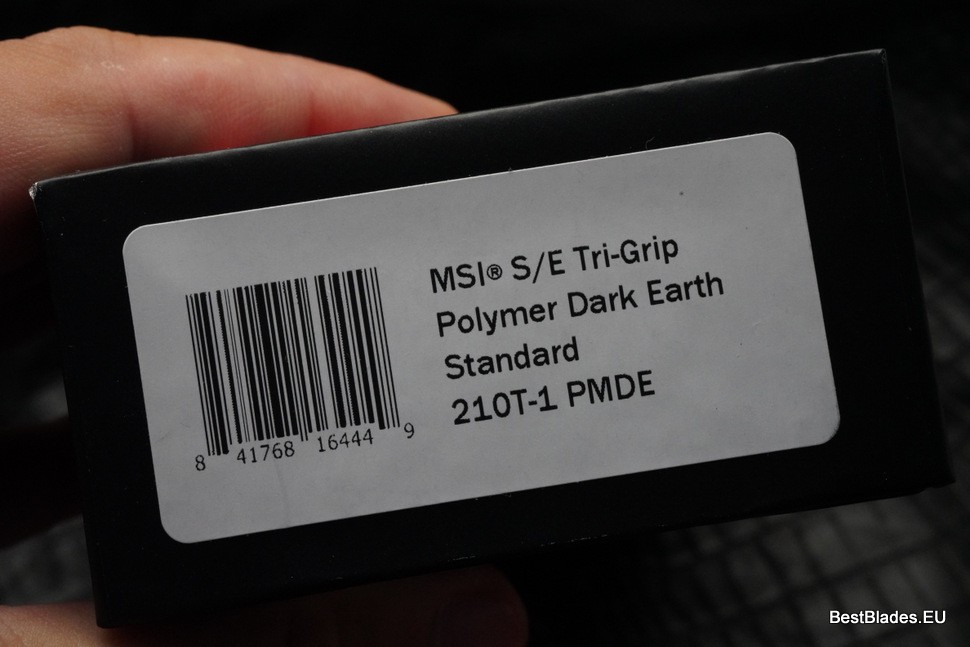 MSI® S/E Tri-Grip
Polymer Dark Earth
Standard
210T-1 PMDE
8 41768 16444 9
BestBlades.EU